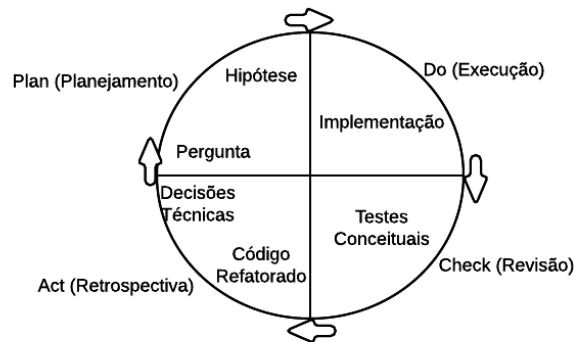 Plan (Planejamento)
Hipótese
Pergunta
Do (Execução)
Implementação
Testes
Conceituais
Check (Revisão)
Código
Refatorado
Decisões
Técnicas
Act (Retrospectiva)